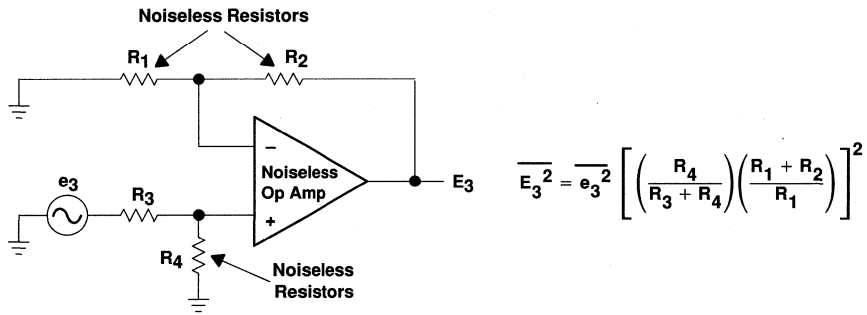 Noiseless Resistors
R1
R2
−
Noiseless
Op Amp
+
E3
e3
R3
R4
Noiseless
Resistors
E3² = e3² [ ( R4 / (R3 + R4) ) ( (R1 + R2) / R1 ) ]²